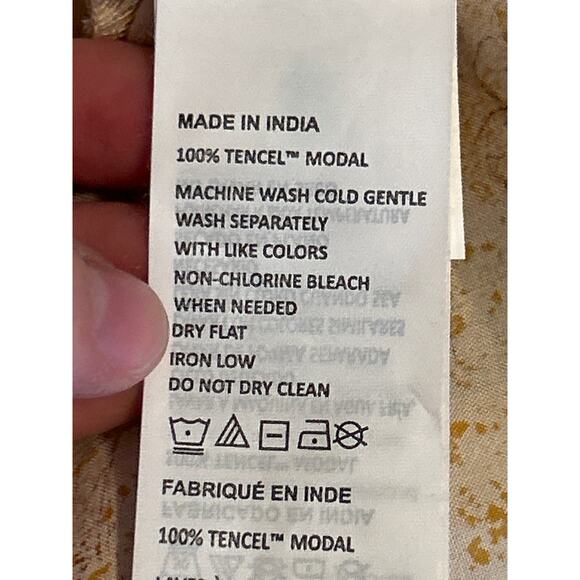 MADE IN INDIA
100% TENCEL™ MODAL
MACHINE WASH COLD GENTLE
WASH SEPARATELY
WITH LIKE COLORS
NON-CHLORINE BLEACH
WHEN NEEDED
DRY FLAT
IRON LOW
DO NOT DRY CLEAN
FABRIQUÉ EN INDE
100% TENCEL™ MODAL